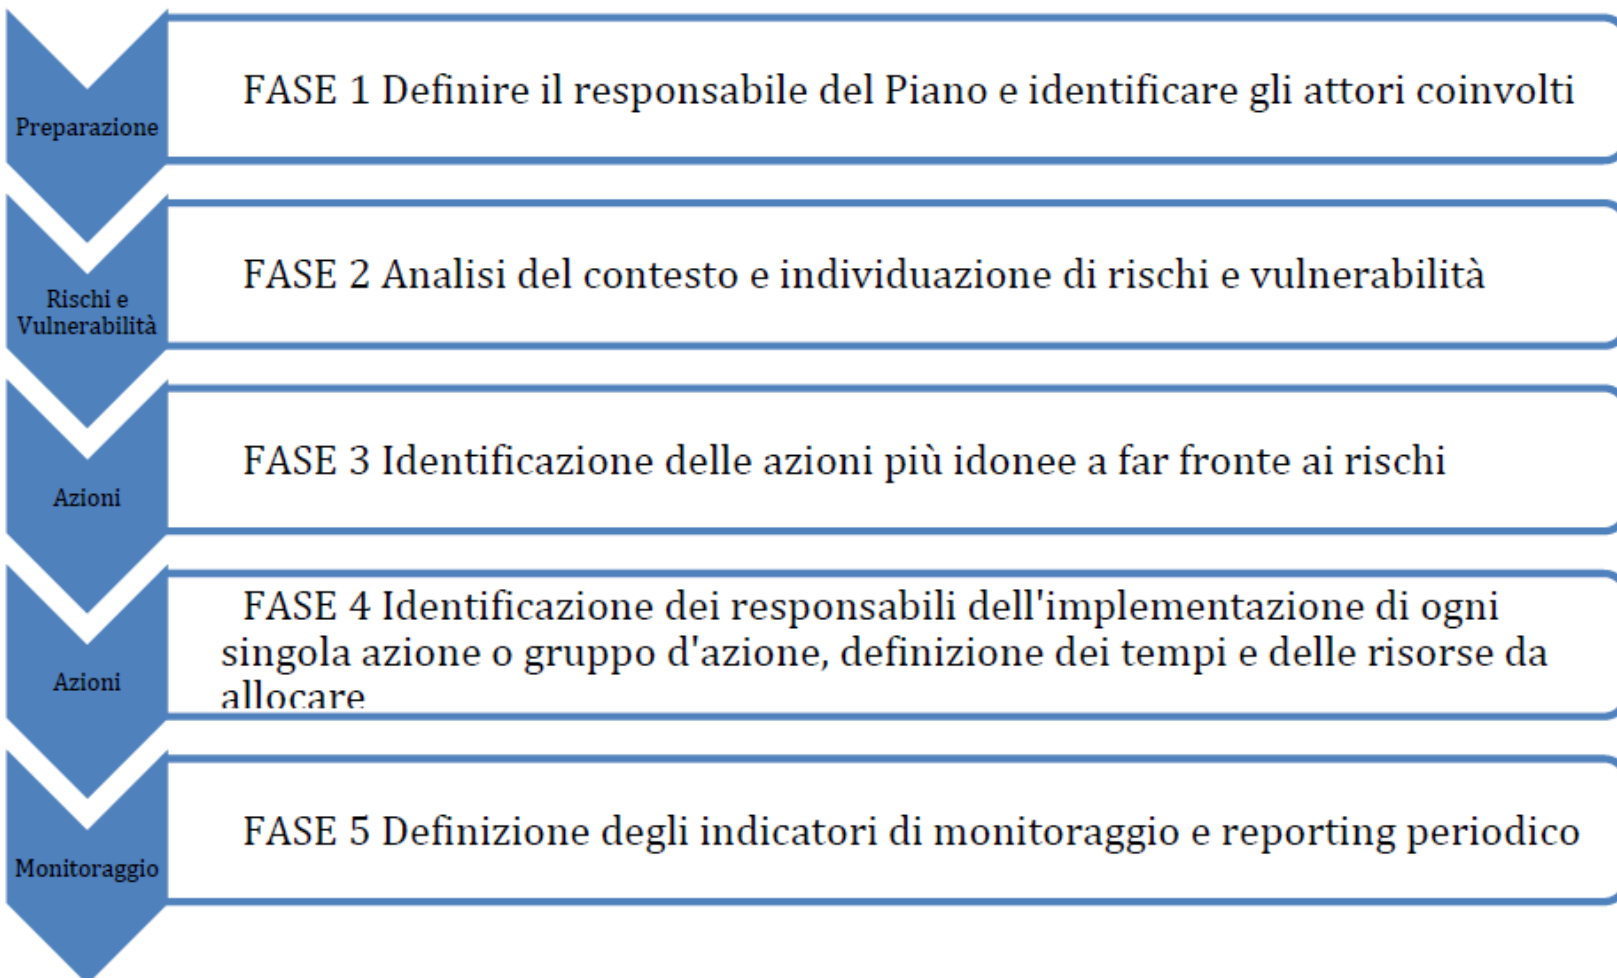 Preparazione
FASE 1 Definire il responsabile del Piano e identificare gli attori coinvolti
Rischi e
Vulnerabilità
FASE 2 Analisi del contesto e individuazione di rischi e vulnerabilità
Azioni
FASE 3 Identificazione delle azioni più idonee a far fronte ai rischi
Azioni
FASE 4 Identificazione dei responsabili dell'implementazione di ogni
singola azione o gruppo d'azione, definizione dei tempi e delle risorse da
allocare
Monitoraggio
FASE 5 Definizione degli indicatori di monitoraggio e reporting periodico